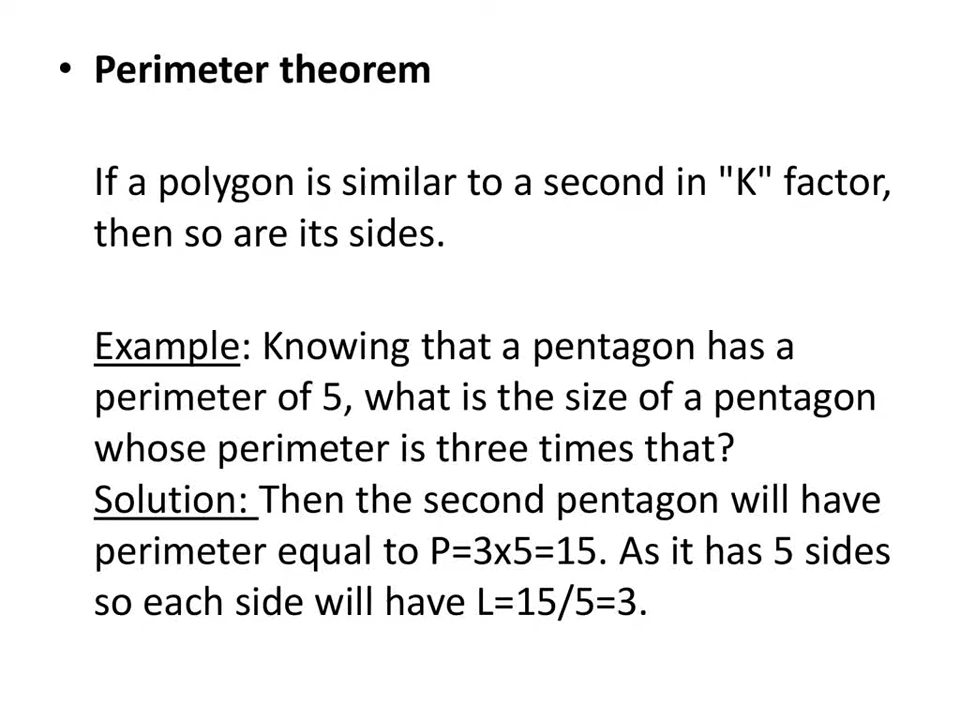 • Perimeter theorem
If a polygon is similar to a second in "K" factor,
then so are its sides.
Example: Knowing that a pentagon has a
perimeter of 5, what is the size of a pentagon
whose perimeter is three times that?
Solution: Then the second pentagon will have
perimeter equal to P=3x5=15. As it has 5 sides
so each side will have L=15/5=3.